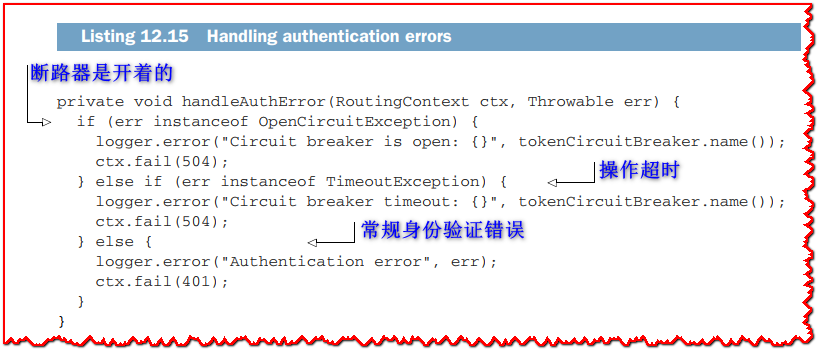 Listing 12.15 Handling authentication errors
断路器是开着的
private void handleAuthError(RoutingContext ctx, Throwable err) {
if (err instanceof OpenCircuitException) {
logger.error("Circuit breaker is open: {}", tokenCircuitBreaker.name());
ctx.fail(504);
操作超时
} else if (err instanceof TimeoutException) {
logger.error("Circuit breaker timeout: {}", tokenCircuitBreaker.name());
ctx.fail(504);
常规身份验证错误
} else {
logger.error("Authentication error", err);
ctx.fail(401);
}
}